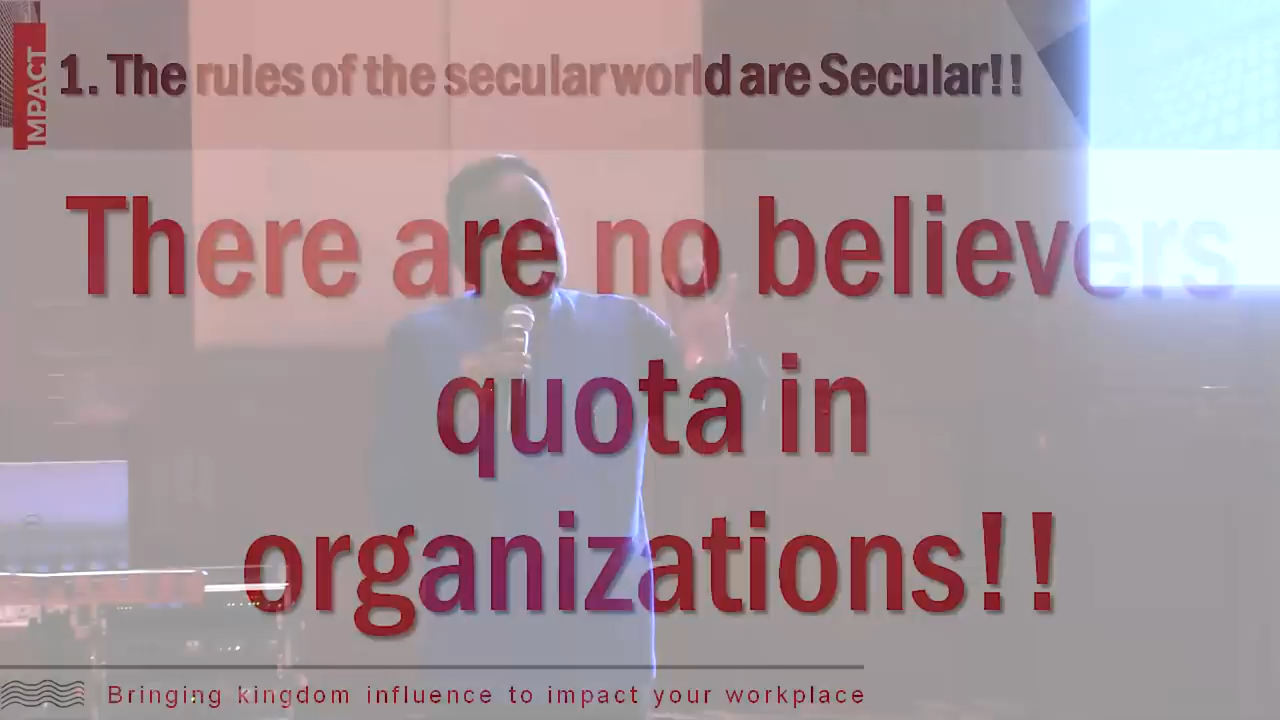 IMPACT
1. The rules of the secular world are Secular!!
There are no believers
quota in
organizations!!
Bringing kingdom influence to impact your workplace